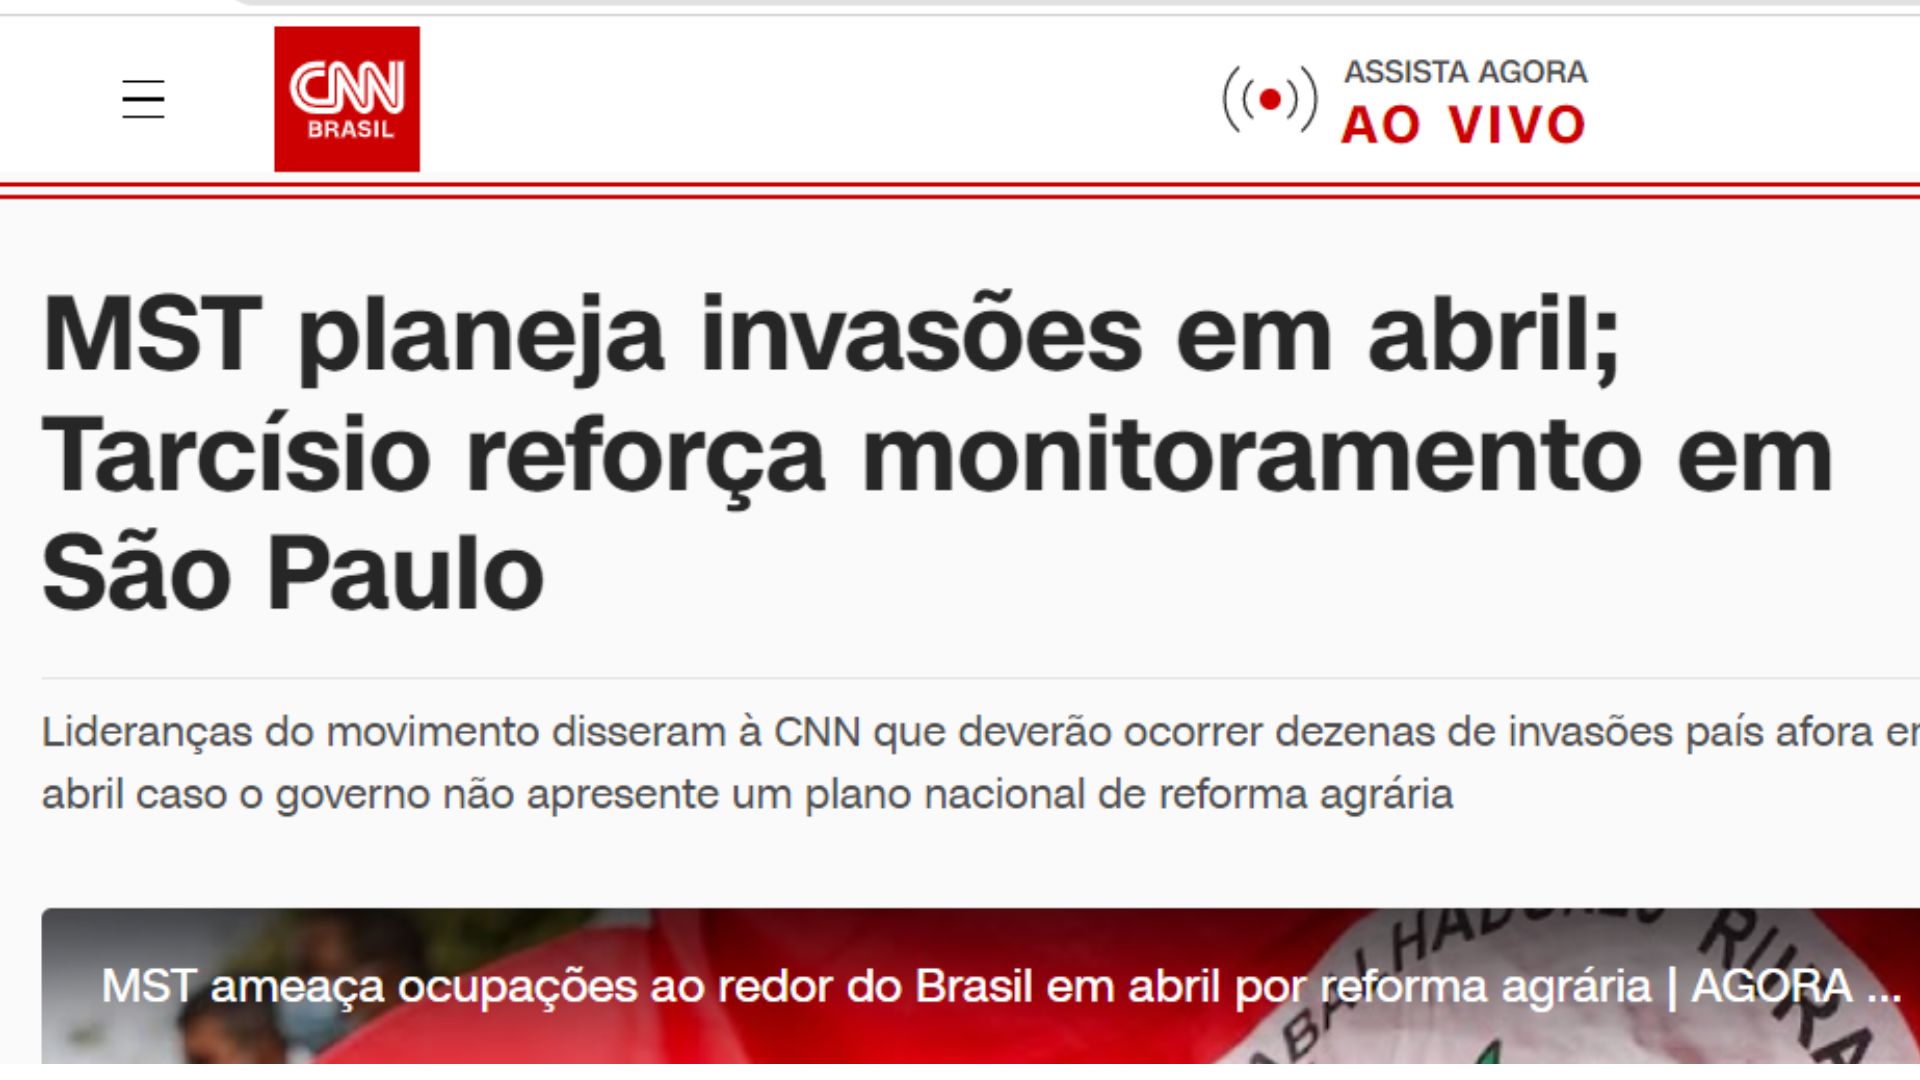 CNN
BRASIL
ASSISTA AGORA
AO VIVO
MST planeja invasões em abril;
Tarcísio reforça monitoramento em
São Paulo
Lideranças do movimento disseram à CNN que deverão ocorrer dezenas de invasões país afora
abril caso o governo não apresente um plano nacional de reforma agrária
MST ameaça ocupações ao redor do Brasil em abril por reforma agrária | AGORA ...